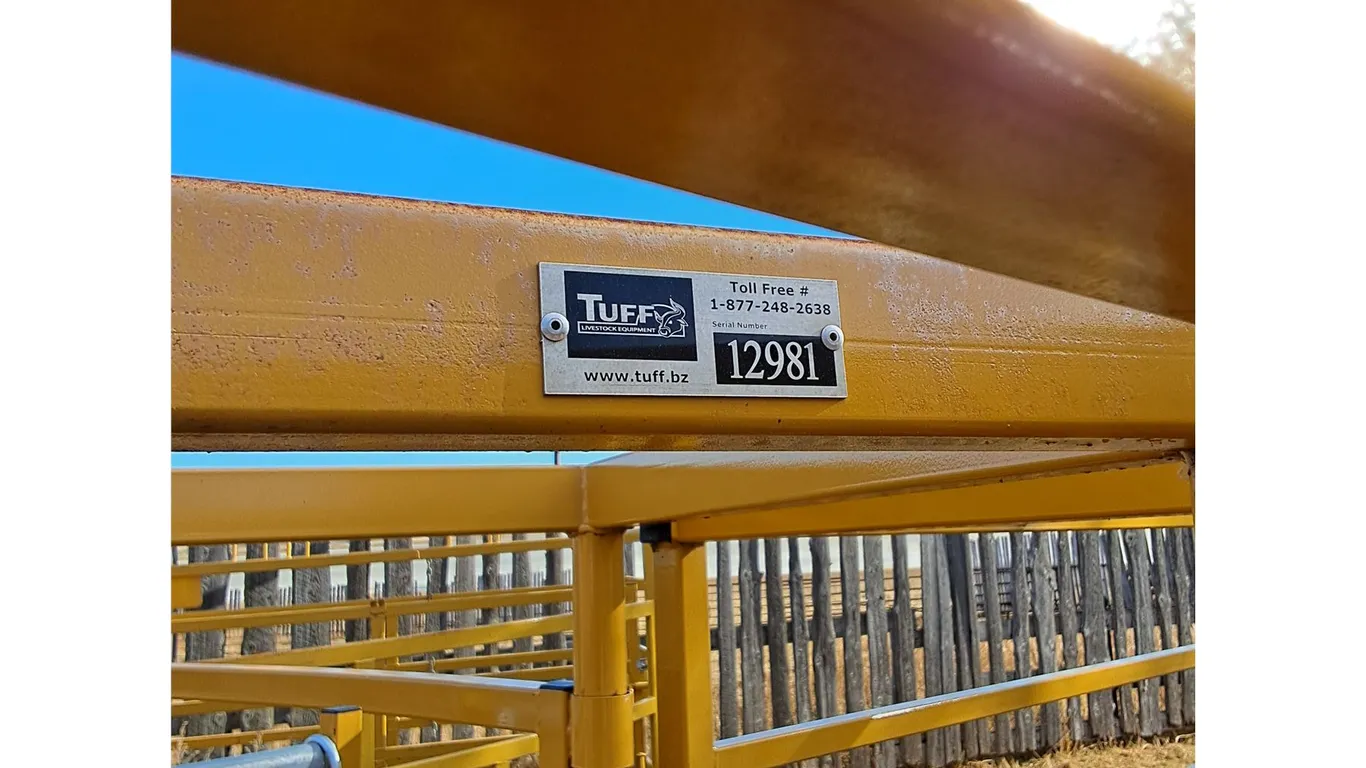 TUFF
LIVESTOCK EQUIPMENT
www.tuff.bz
Toll Free #
1-877-248-2638
Serial Number
12981